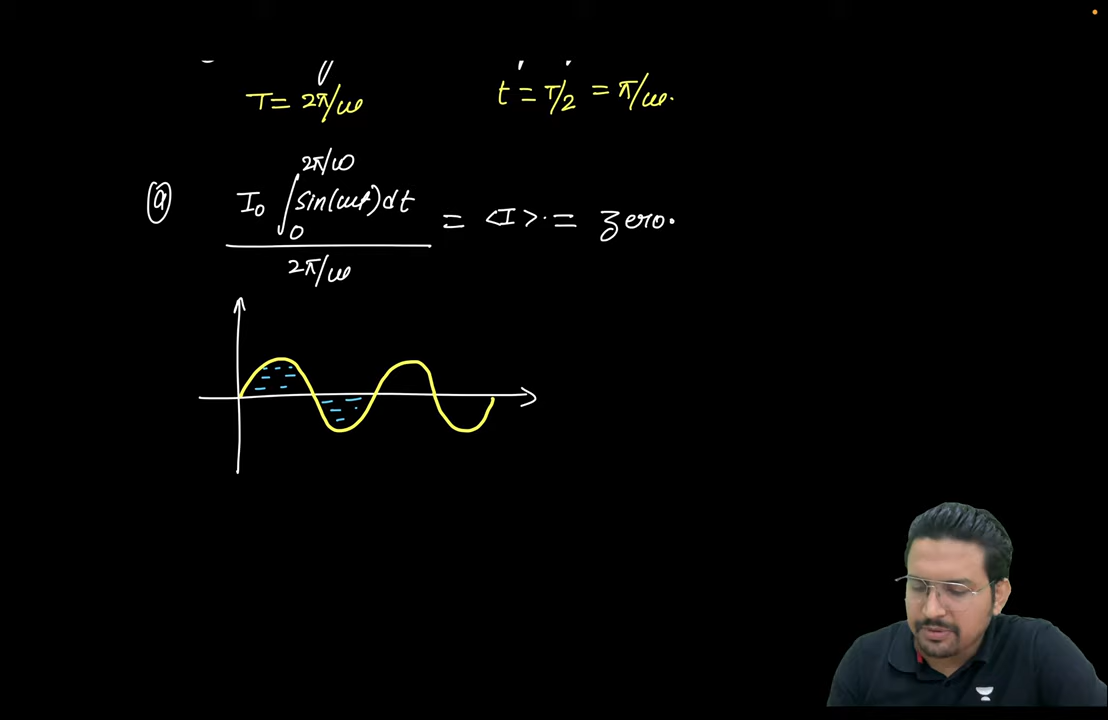 T = 2π/ω
t = T/2 = π/ω.
2π/ω
(a) I₀ ∫ sin(ωt)dt = <I>. = zero.
0
2π/ω